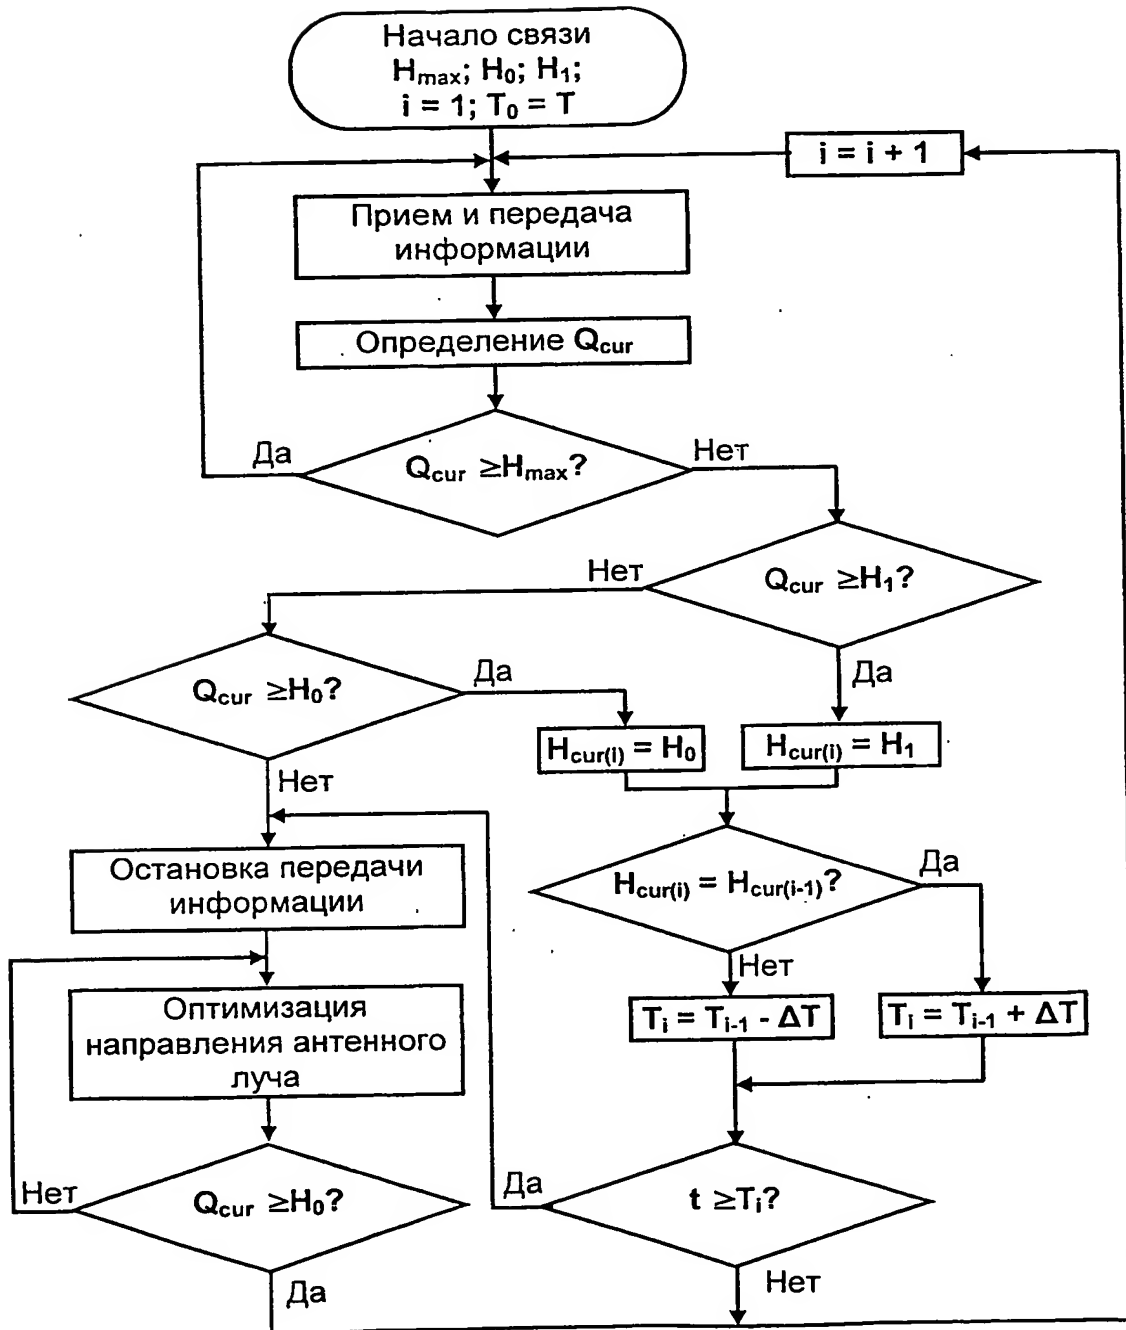 Начало связи
Hmax; H0; H1;
i = 1; T0 = T
i = i + 1
Прием и передача
информации
Определение Qcur
Да
Qcur ≥Hmax?
Нет
Нет
Qcur ≥H1?
Qcur ≥H0?
Да
Да
Hcur(i) = H0
Hcur(i) = H1
Нет
Остановка передачи
информации
Hcur(i) = Hcur(i-1)?
Да
Нет
Оптимизация
направления антенного
луча
Ti = Ti-1 - ΔT
Ti = Ti-1 + ΔT
Нет
Qcur ≥H0?
Да
t ≥Ti?
Да
Нет